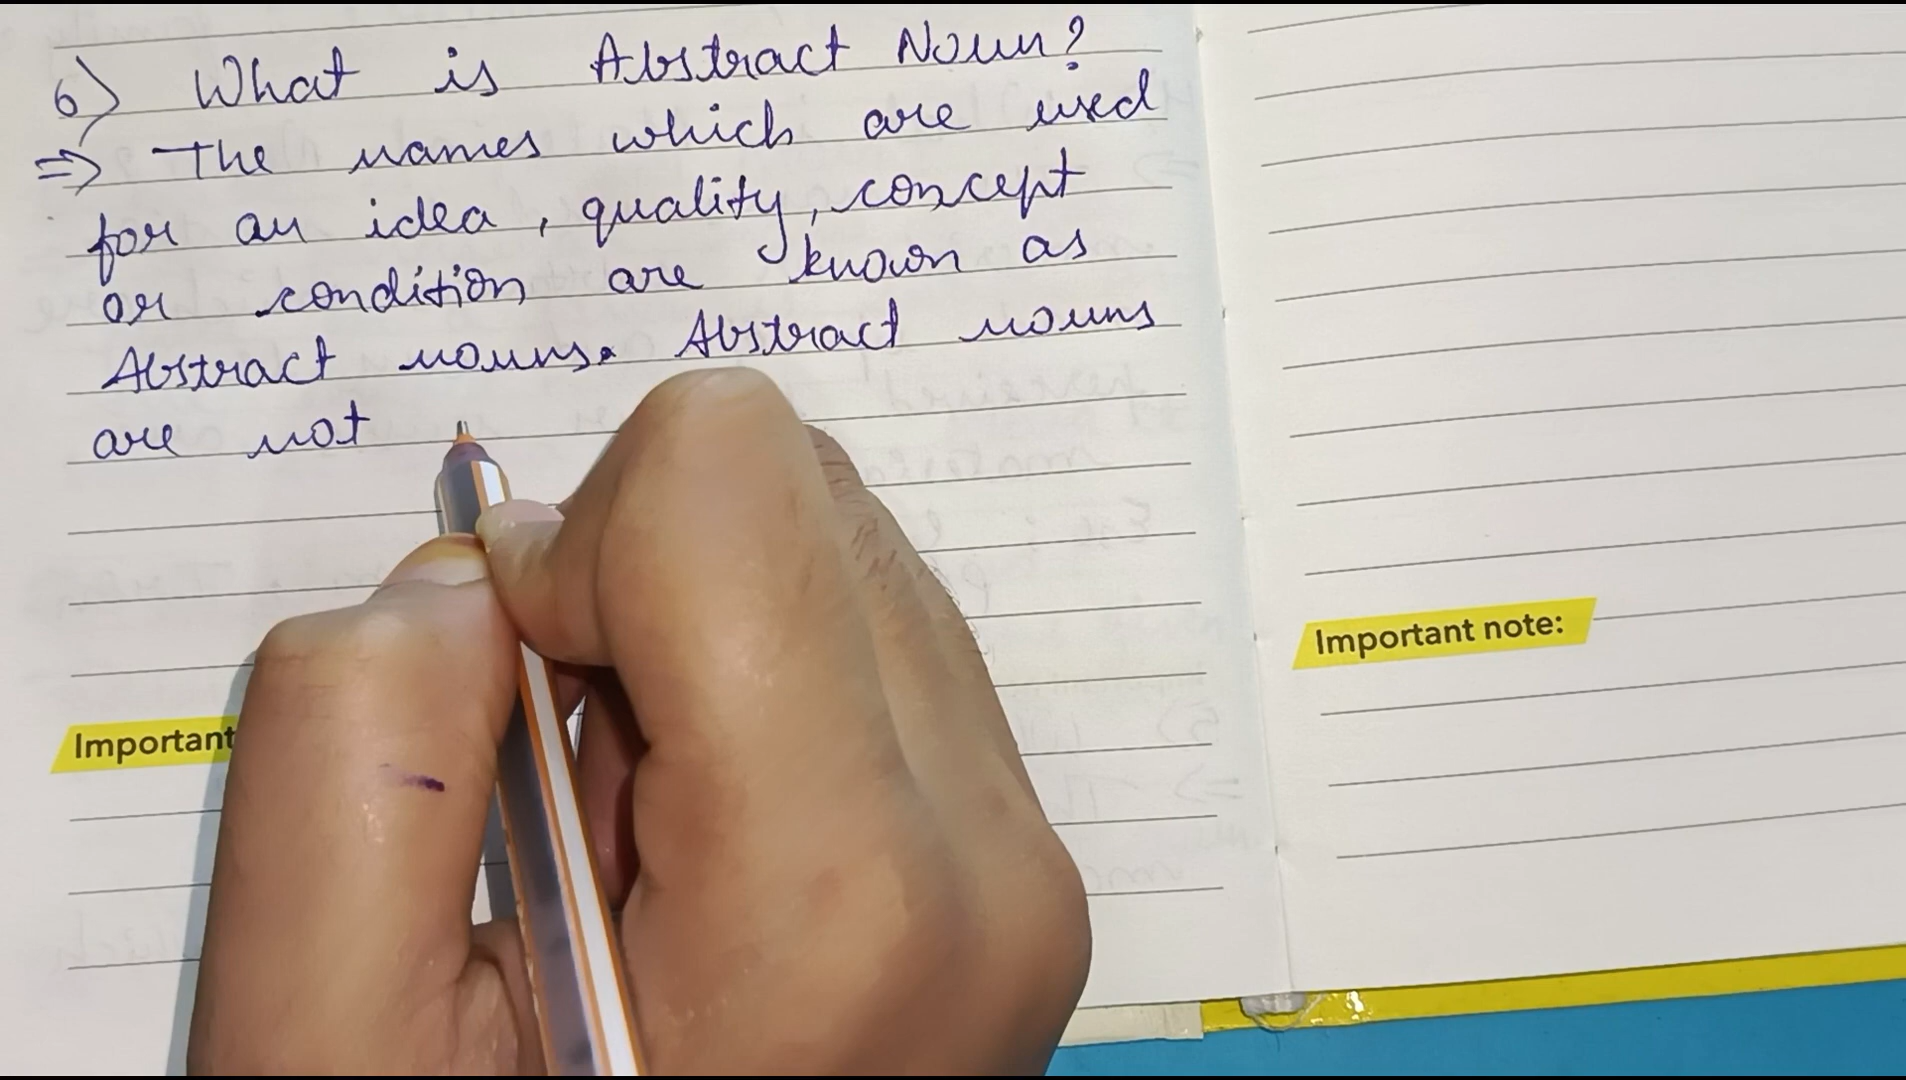 6) What is Abstract Noun?
⇒ The names which are used
for an idea, quality, concept
or condition are known as
Abstract nouns. Abstract nouns
are not
Important
Important note: